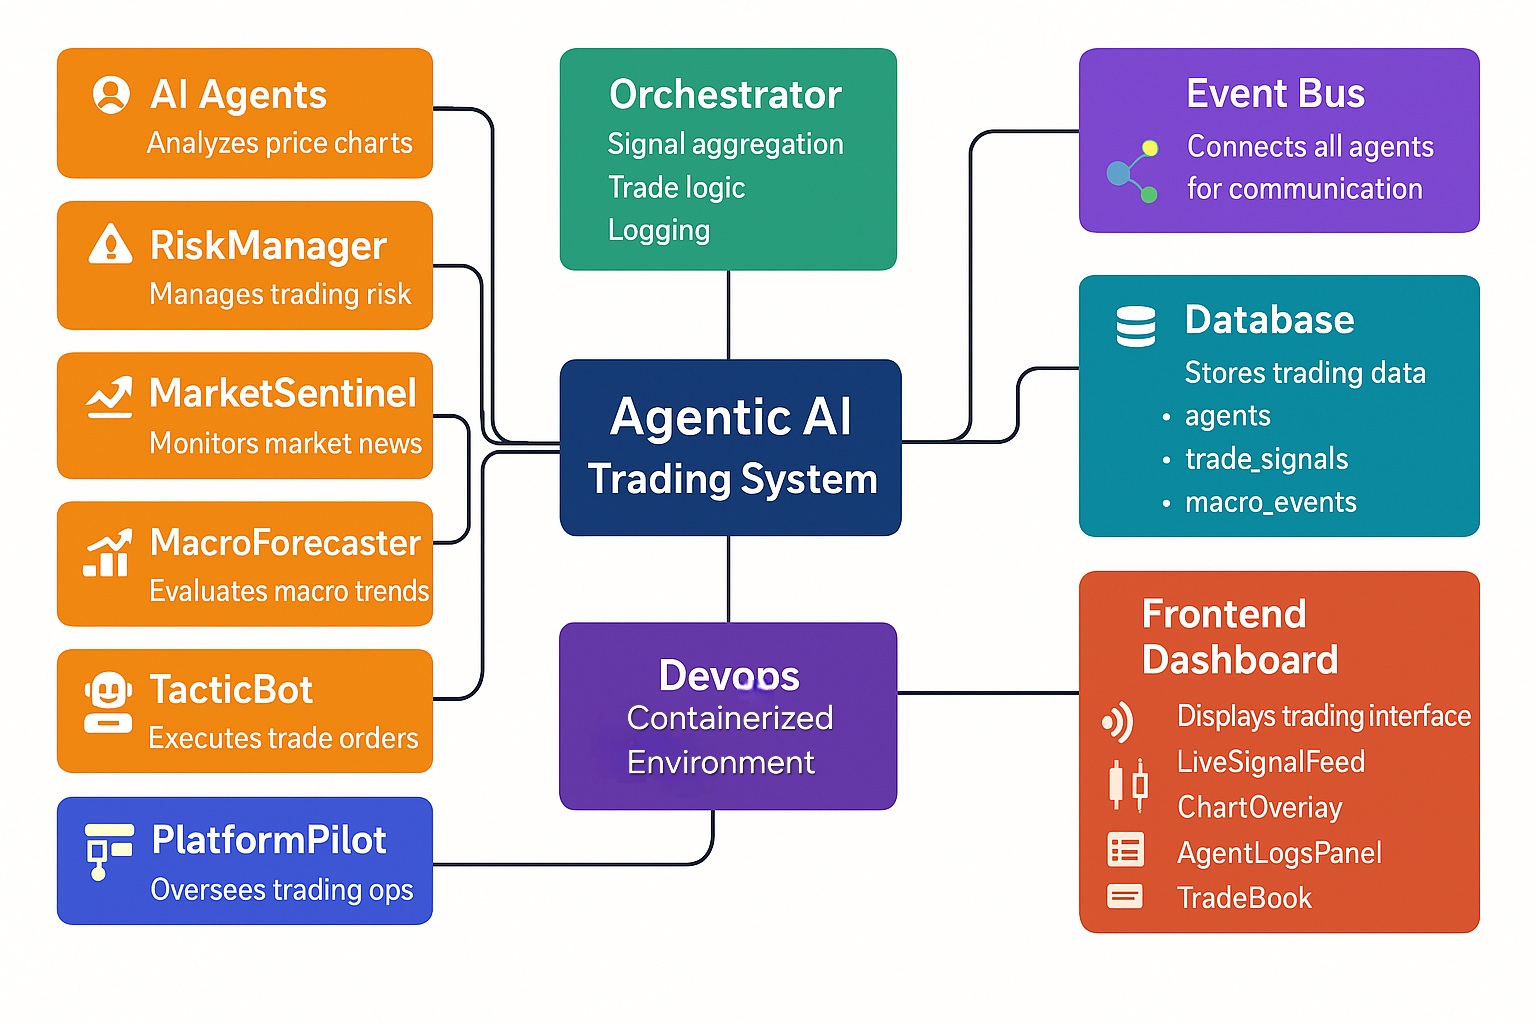 AI Agents
Analyzes price charts
RiskManager
Manages trading risk
MarketSentinel
Monitors market news
MacroForecaster
Evaluates macro trends
TacticBot
Executes trade orders
PlatformPilot
Oversees trading ops
Orchestrator
Signal aggregation
Trade logic
Logging
Agentic AI
Trading System
Devops
Containerized
Environment
Event Bus
Connects all agents
for communication
Database
Stores trading data
• agents
• trade_signals
• macro_events
Frontend
Dashboard
Displays trading interface
LiveSignalFeed
ChartOveriay
AgentLogsPanel
TradeBook